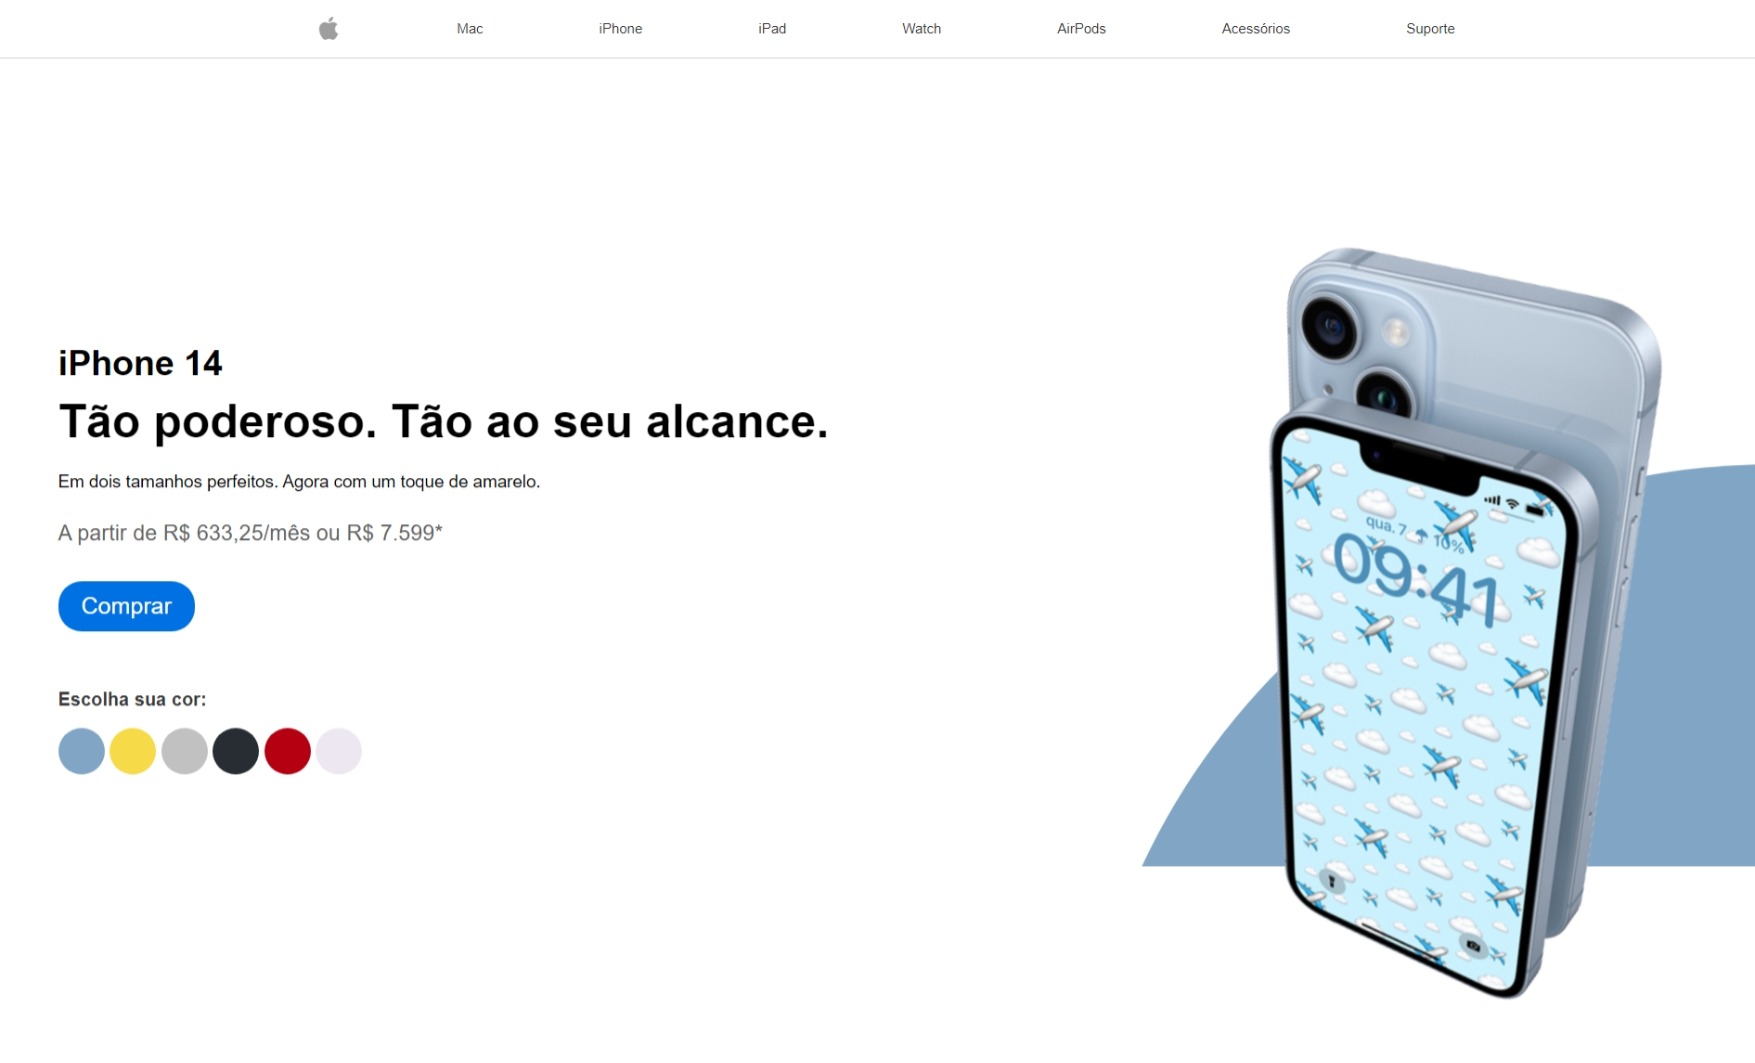 Mac iPhone iPad Watch AirPods Acessórios Suporte
iPhone 14
Tão poderoso. Tão ao seu alcance.
Em dois tamanhos perfeitos. Agora com um toque de amarelo.
A partir de R$ 633,25/mês ou R$ 7.599*
Comprar
Escolha sua cor:
qua. 7 10%
09:41